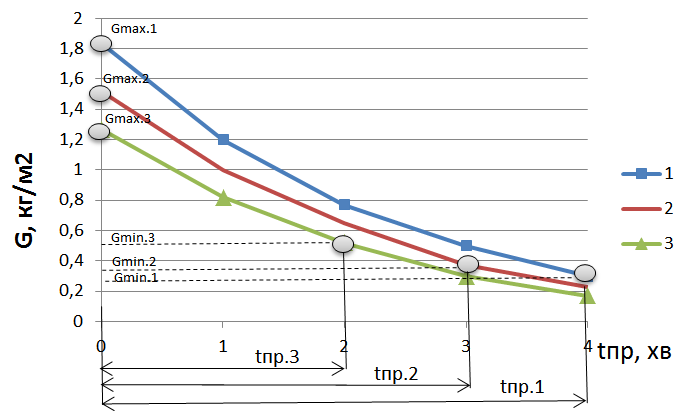 2
Gmax.1
1,8
1,6
Gmax.2
1,4
Gmax.3
1,2
1
0,8
0,6
Gmin.3
0,4
Gmin.2
Gmin.1
0,2
0
G, кг/м2
0 1 2 3 4
tпр, хв
tпр.3
tпр.2
tпр.1
1
2
3